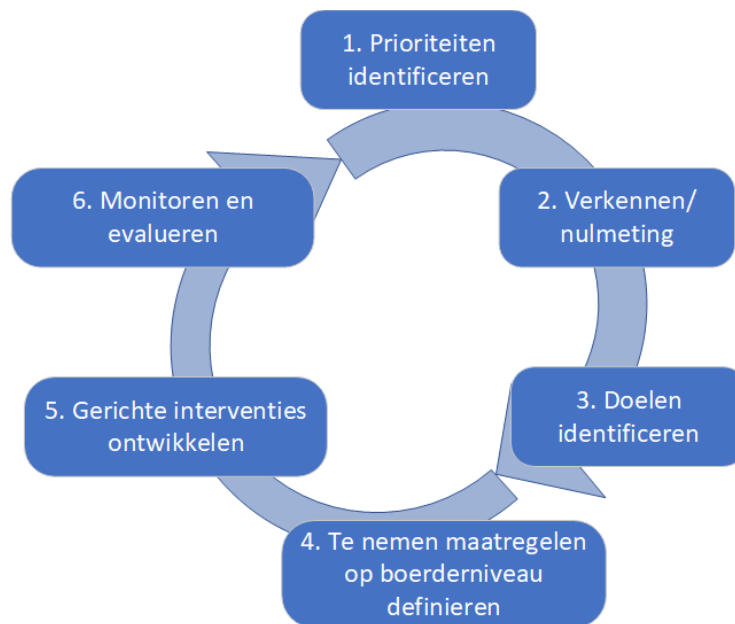 1. Prioriteiten
identificeren
2. Verkennen/
nulmeting
3. Doelen
identificeren
4. Te nemen maatregelen
op boerderniveau
definieren
5. Gerichte interventies
ontwikkelen
6. Monitoren en
evalueren